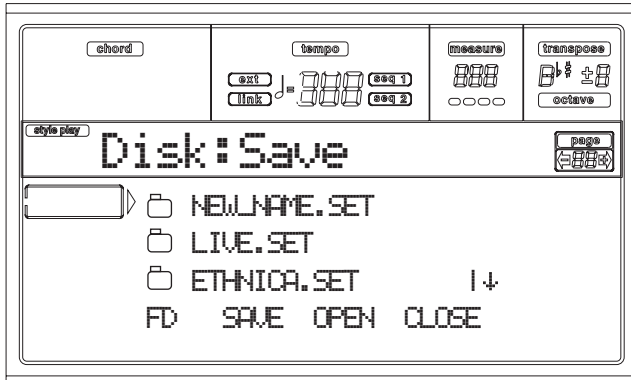 chord tempo measure transpose
ext seq 1
link seq 2
octave
style play
Disk:Save page
NEW_NAME.SET
LIVE.SET
ETHNICA.SET
FD SAVE OPEN CLOSE